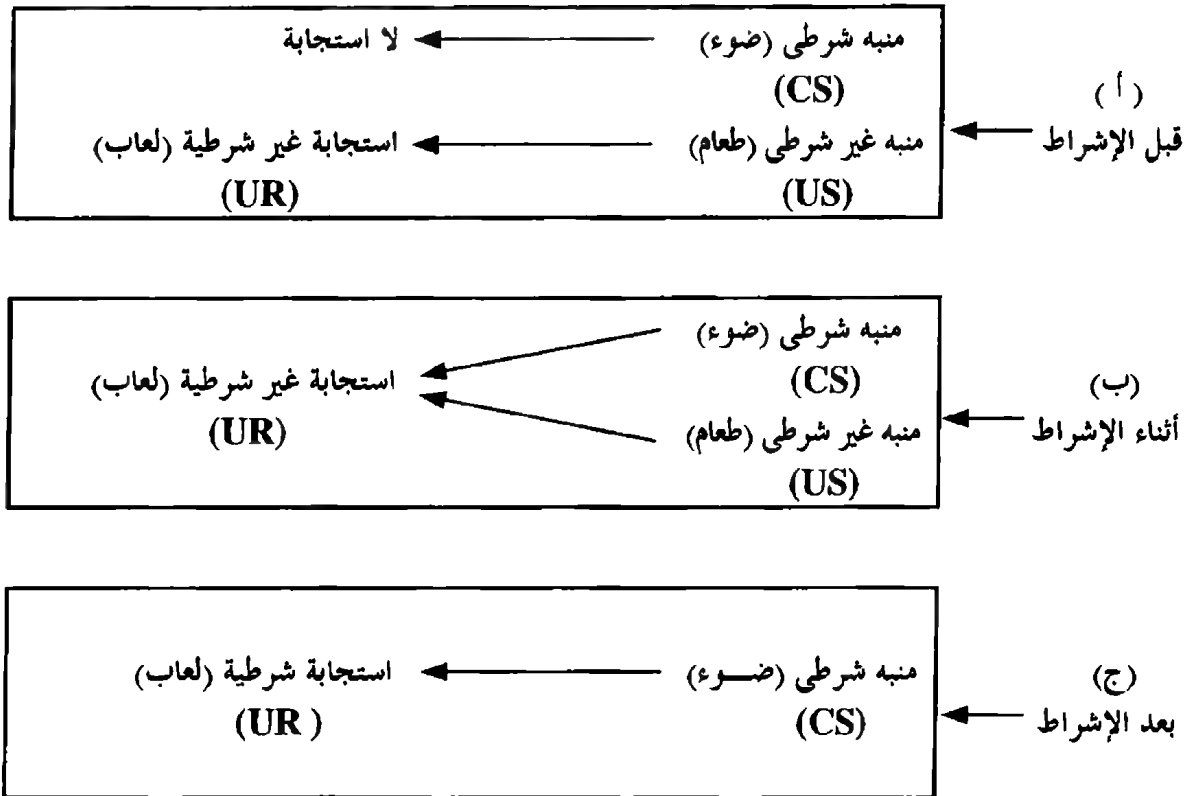 منبه شرطى (ضوء) لا استجابة
(CS)
(أ)
قبل الإشراط
منبه غير شرطى (طعام) استجابة غير شرطية (لعاب)
(US) (UR)
منبه شرطى (ضوء)
(CS)
استجابة غير شرطية (لعاب)
(UR)
(ب)
أثناء الإشراط
منبه غير شرطى (طعام)
(US)
(ج)
بعد الإشراط
منبه شرطى (ضـــوء) استجابة شرطية (لعاب)
(CS) (UR )